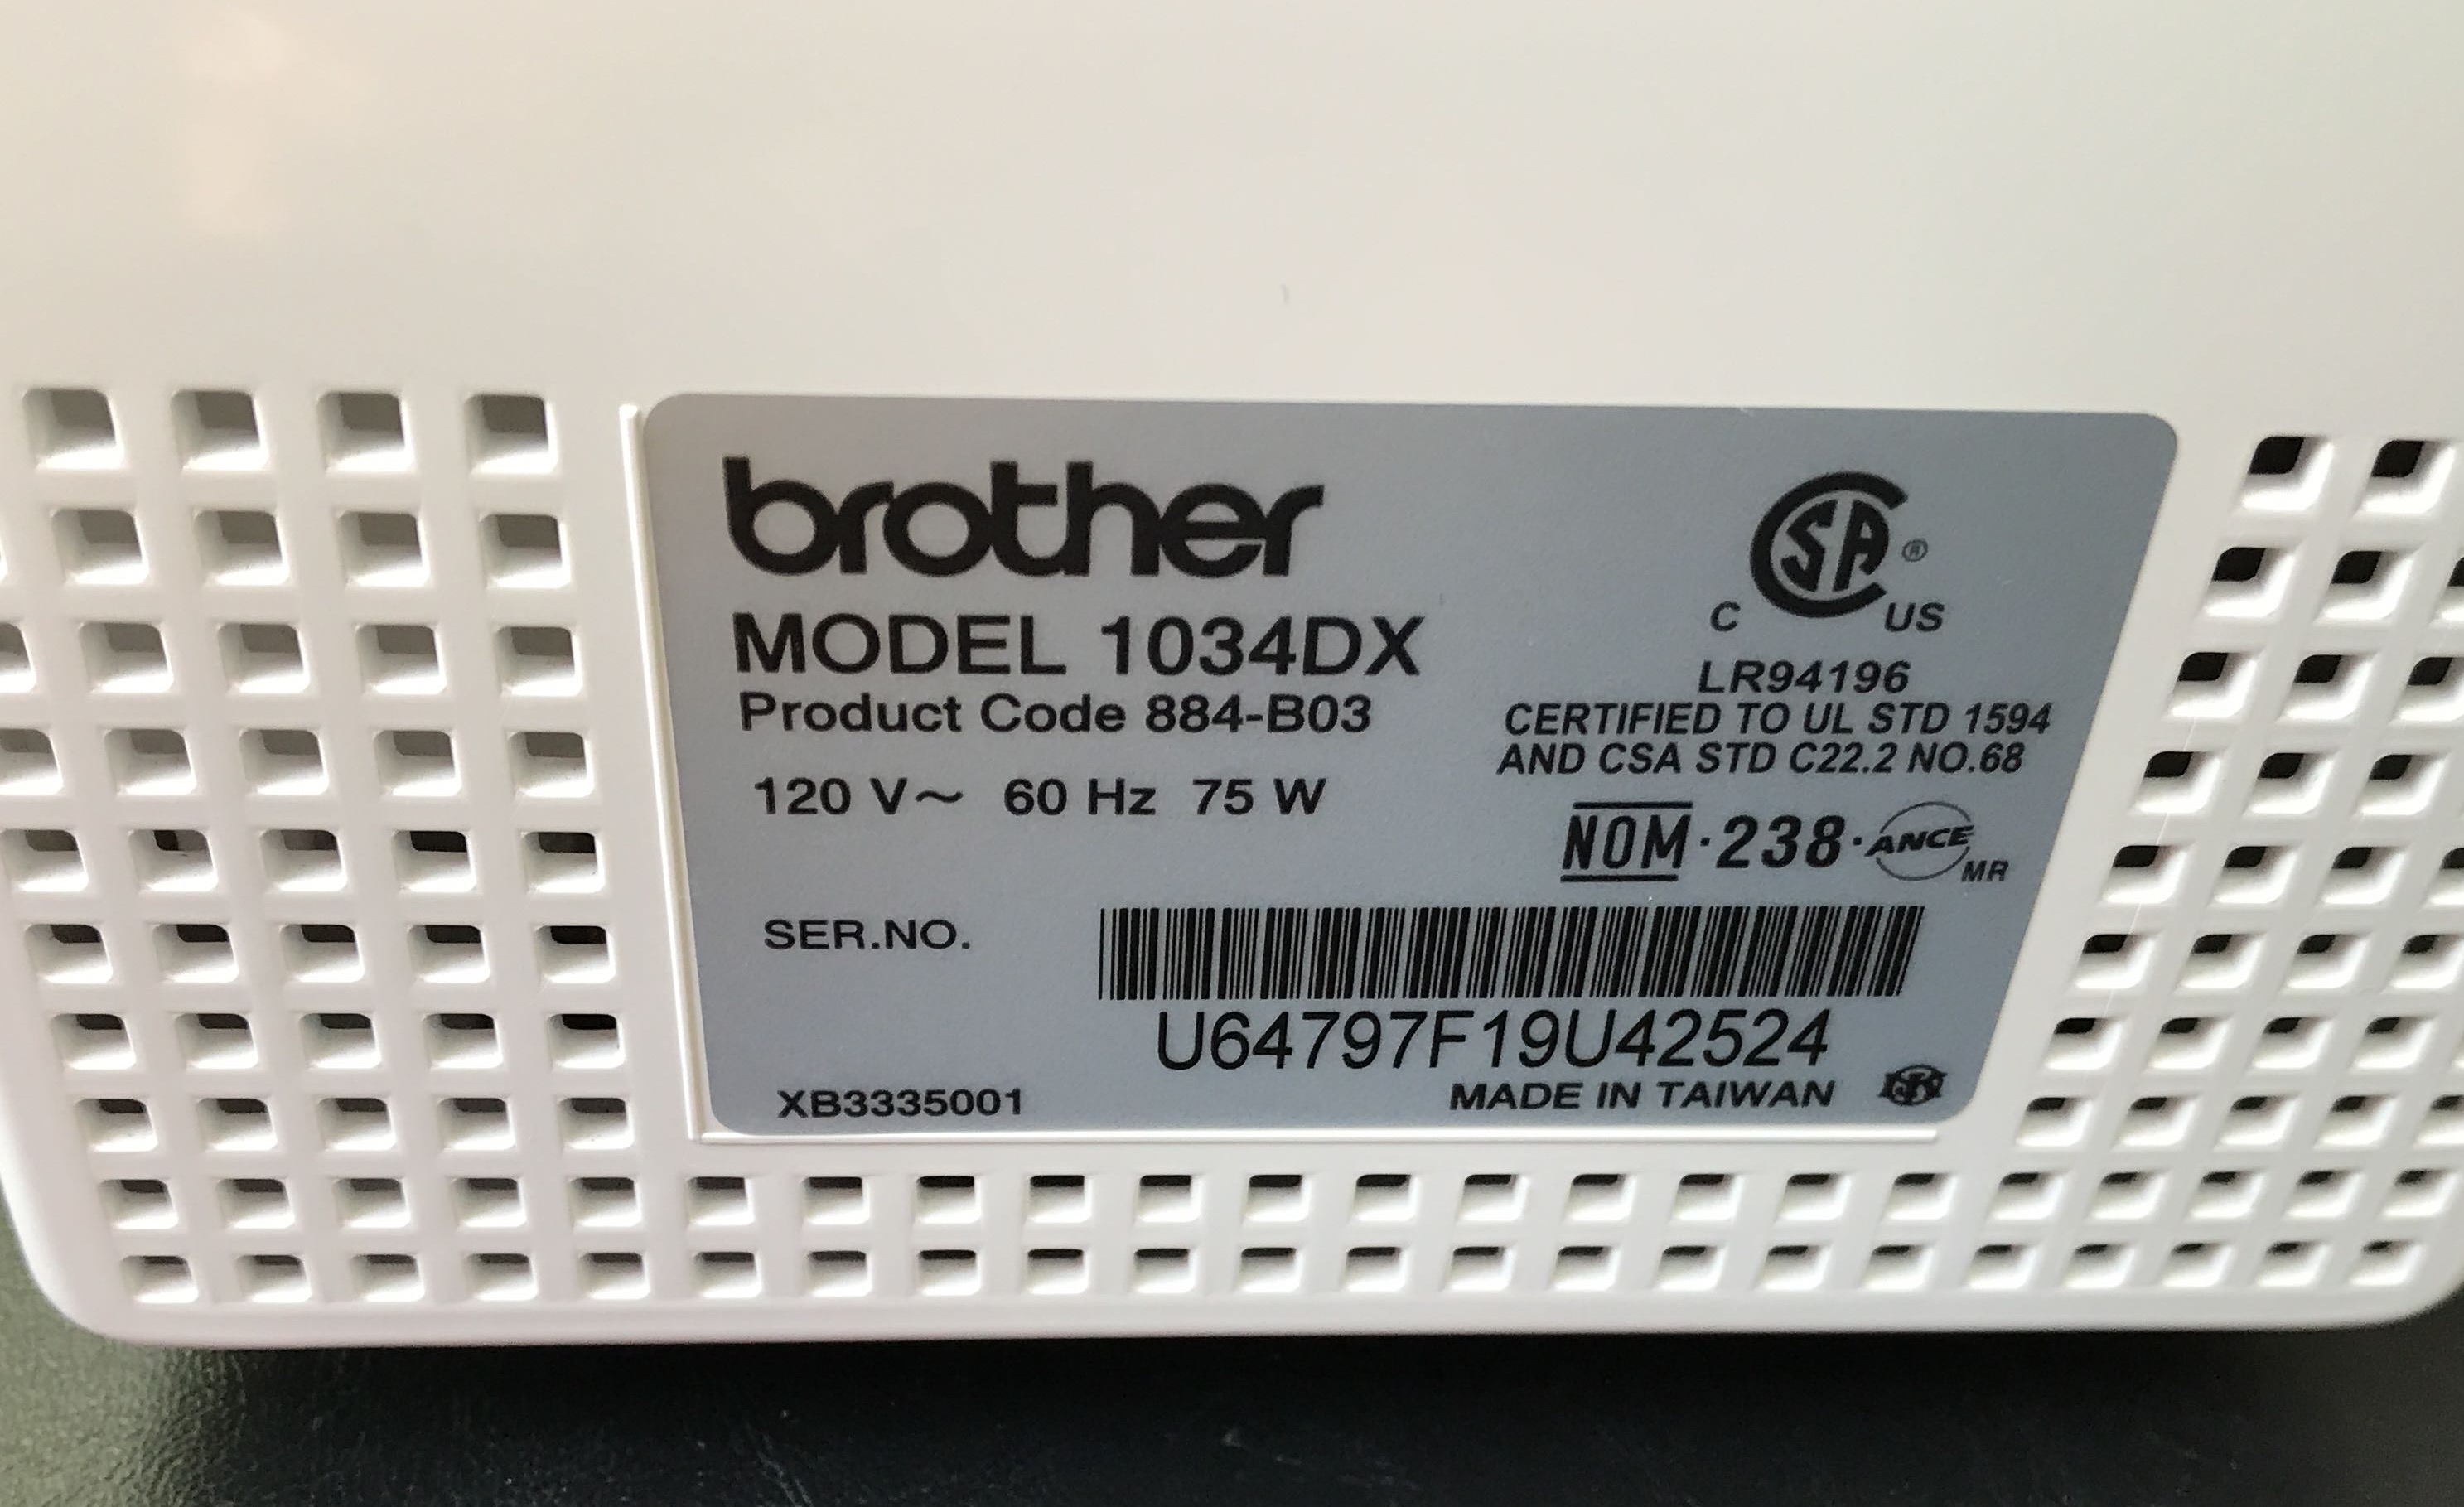 brother
MODEL 1034DX
Product Code 884-B03
120 V~ 60 Hz 75 W
CSA ®
C US
LR94196
CERTIFIED TO UL STD 1594
AND CSA STD C22.2 NO.68
NOM·238·ANCE MR
SER.NO.
U64797F19U42524
XB3335001
MADE IN TAIWAN